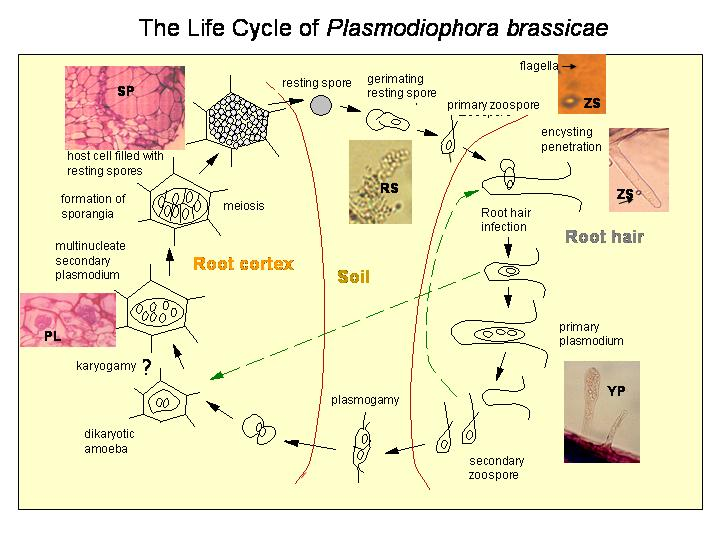 The Life Cycle of Plasmodiophora brassicae
flagella
ZS
SP
resting spore
gerimating
resting spore
primary zoospore
encysting
penetration
host cell filled with
resting spores
RS
ZS
formation of
sporangia
meiosis
Root hair
infection
Root hair
multinucleate
secondary
plasmodium
Root cortex
Soil
PL
primary
plasmodium
karyogamy ?
YP
plasmogamy
dikaryotic
amoeba
secondary
zoospore